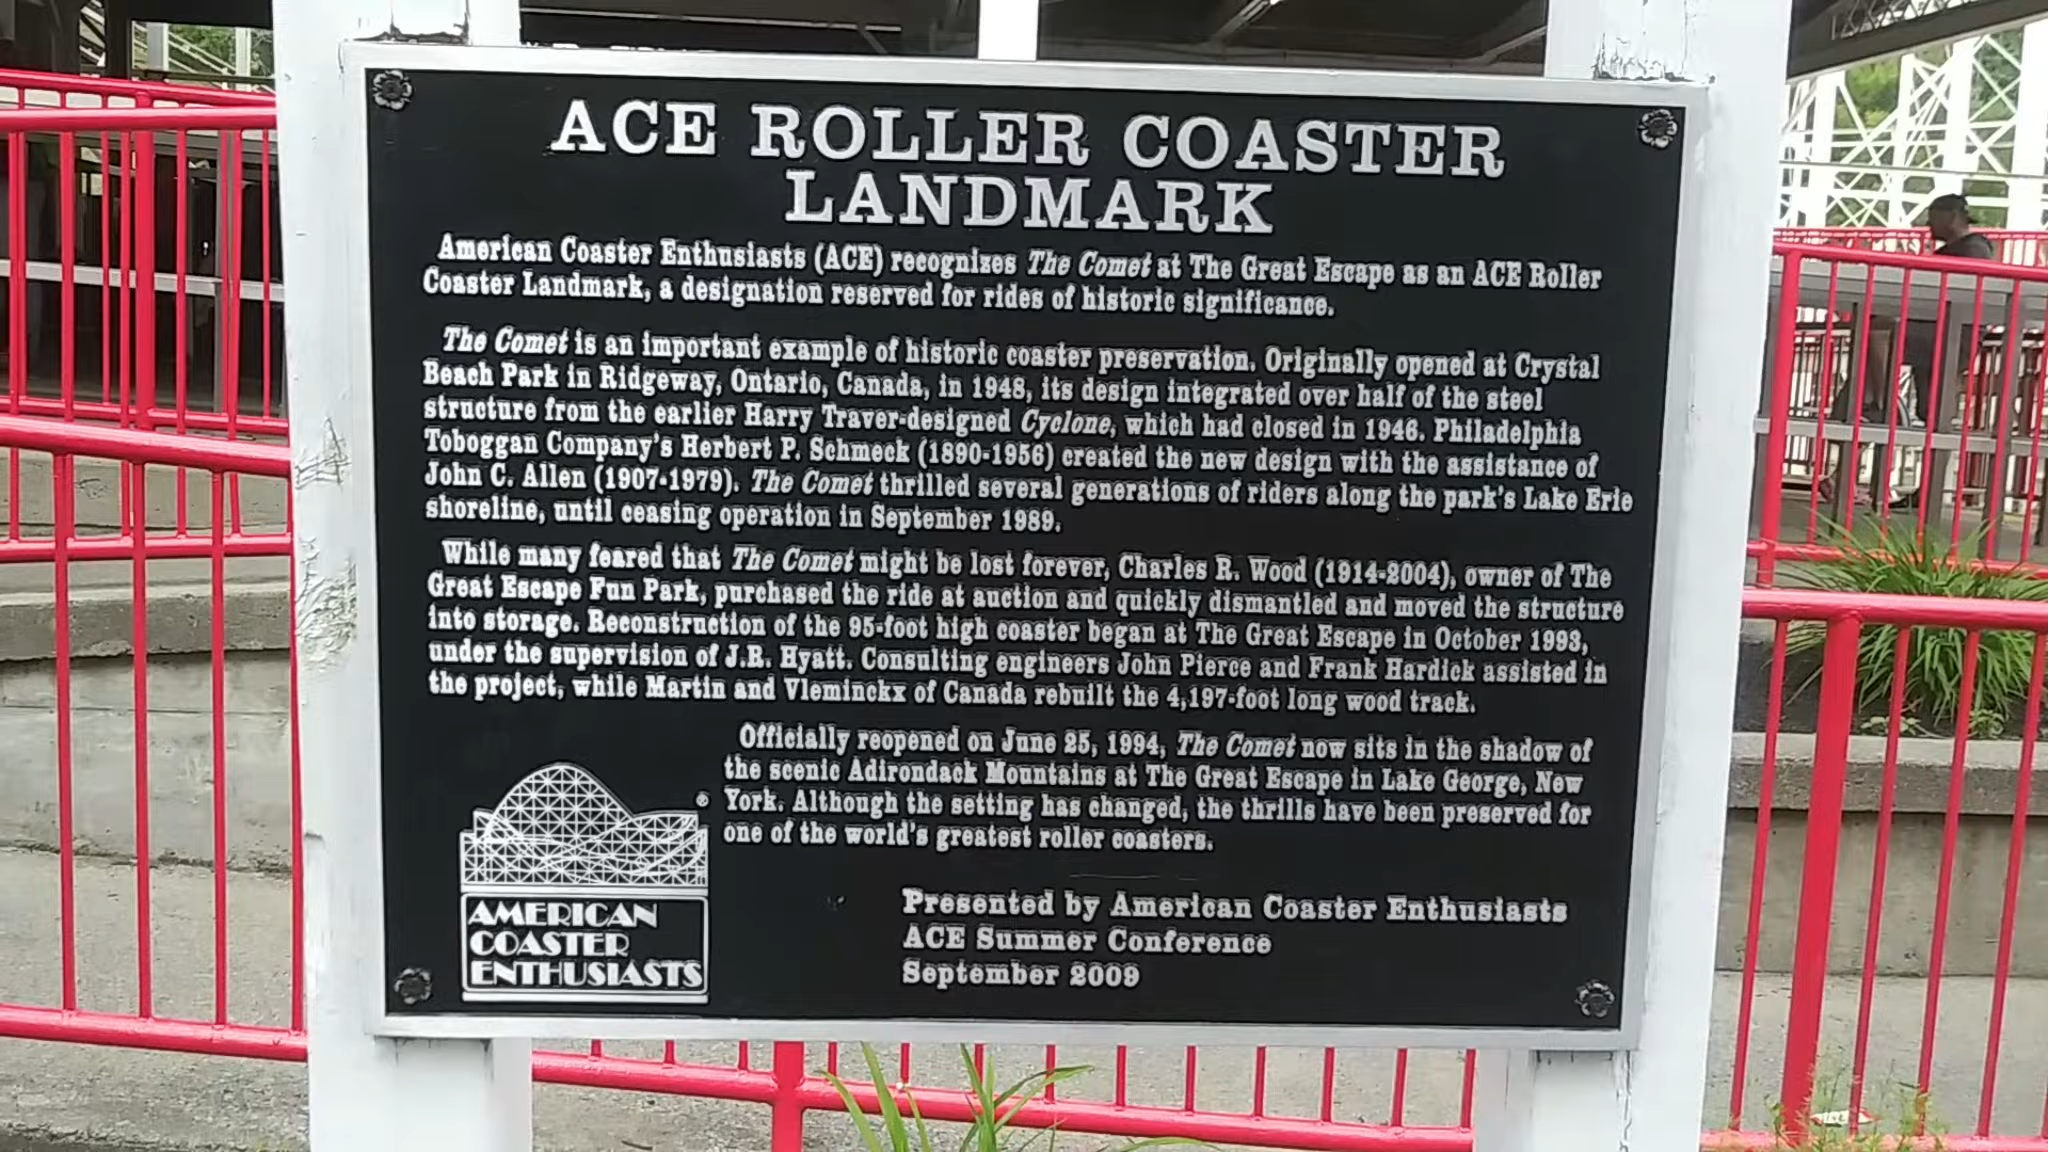 ACE ROLLER COASTER
LANDMARK
American Coaster Enthusiasts (ACE) recognizes The Comet at The Great Escape as an ACE Roller
Coaster Landmark, a designation reserved for rides of historic significance.
The Comet is an important example of historic coaster preservation. Originally opened at Crystal
Beach Park in Ridgeway, Ontario, Canada, in 1948, its design integrated over half of the steel
structure from the earlier Harry Traver-designed Cyclone, which had closed in 1946. Philadelphia
Toboggan Company's Herbert P. Schmeck (1890-1956) created the new design with the assistance of
John C. Allen (1907-1979). The Comet thrilled several generations of riders along the park's Lake Erie
shoreline, until ceasing operation in September 1989.
While many feared that The Comet might be lost forever, Charles R. Wood (1914-2004), owner of The
Great Escape Fun Park, purchased the ride at auction and quickly dismantled and moved the structure
into storage. Reconstruction of the 95-foot high coaster began at The Great Escape in October 1993,
under the supervision of J.R. Hyatt. Consulting engineers John Pierce and Frank Hardick assisted in
the project, while Martin and Vleminckx of Canada rebuilt the 4,197-foot long wood track.
Officially reopened on June 25, 1994, The Comet now sits in the shadow of
the scenic Adirondack Mountains at The Great Escape in Lake George, New
York. Although the setting has changed, the thrills have been preserved for
one of the world's greatest roller coasters.
®
AMERICAN
COASTER
ENTHUSIASTS
Presented by American Coaster Enthusiasts
ACE Summer Conference
September 2009